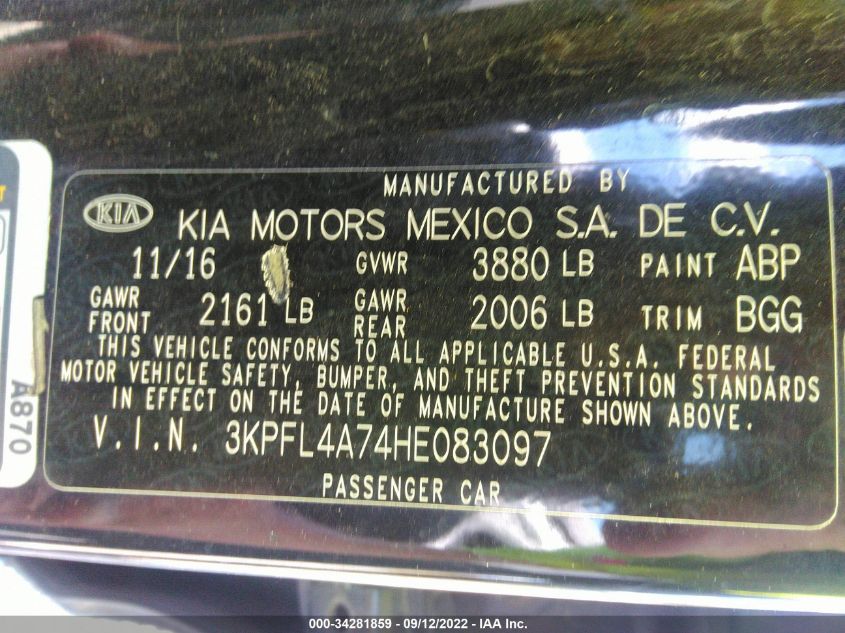 MANUFACTURED BY
KIA KIA MOTORS MEXICO S.A. DE C.V.
11/16 GVWR 3880 LB PAINT ABP
GAWR FRONT 2161 LB GAWR REAR 2006 LB TRIM BGG
THIS VEHICLE CONFORMS TO ALL APPLICABLE U.S.A. FEDERAL
MOTOR VEHICLE SAFETY, BUMPER, AND THEFT PREVENTION STANDARDS
IN EFFECT ON THE DATE OF MANUFACTURE SHOWN ABOVE.
V.I.N. 3KPFL4A74HE083097
PASSENGER CAR
A870
000-34281859 - 09/12/2022 - IAA Inc.